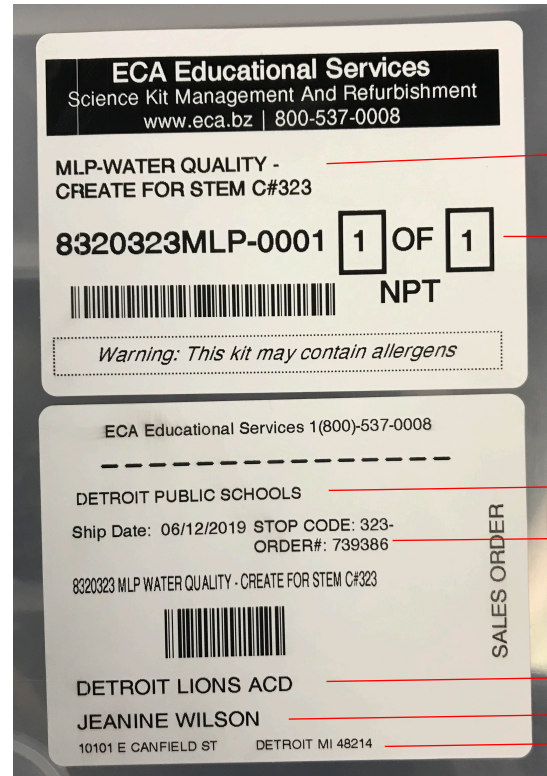 ECA Educational Services
Science Kit Management And Refurbishment
www.eca.bz | 800-537-0008
MLP-WATER QUALITY -
CREATE FOR STEM C#323
8320323MLP-0001 1 OF 1
NPT
Warning: This kit may contain allergens
ECA Educational Services 1(800)-537-0008
DETROIT PUBLIC SCHOOLS
Ship Date: 06/12/2019 STOP CODE: 323-
ORDER#: 739386
8320323 MLP WATER QUALITY - CREATE FOR STEM C#323
SALES ORDER
DETROIT LIONS ACD
JEANINE WILSON
10101 E CANFIELD ST DETROIT MI 48214